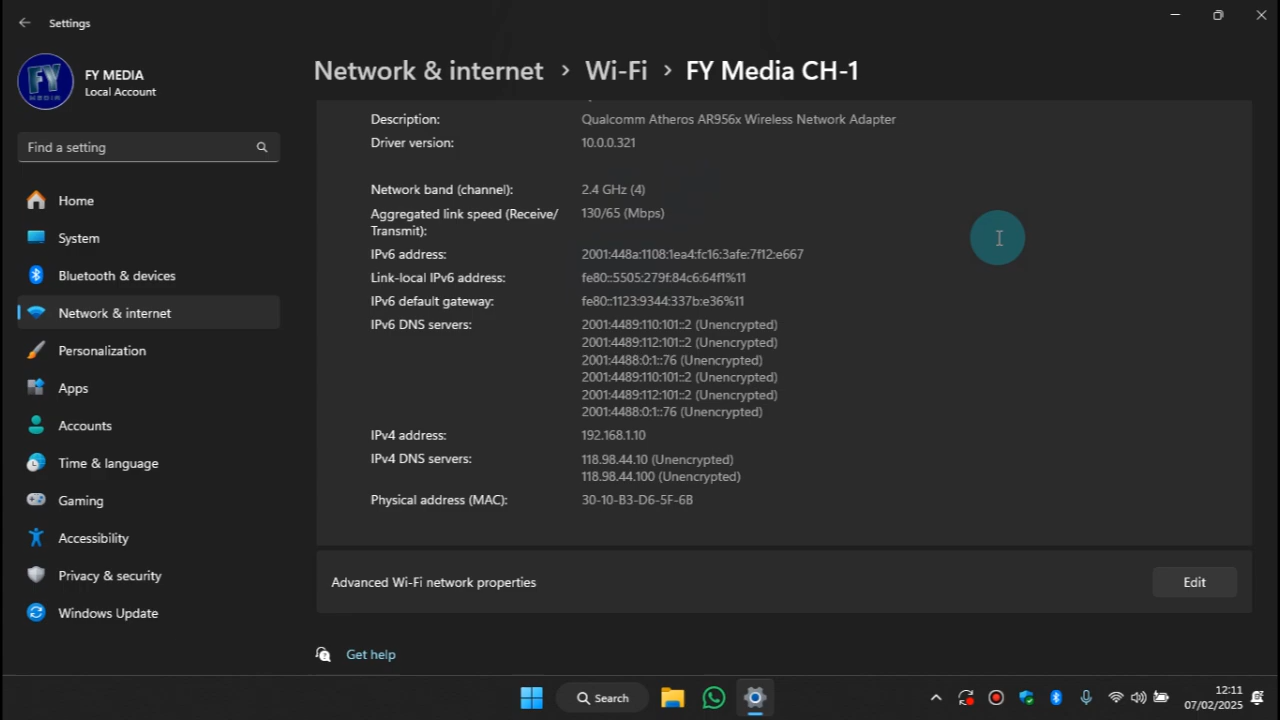 Settings
FY MEDIA
Local Account
Find a setting
Home
System
Bluetooth & devices
Network & internet
Personalization
Apps
Accounts
Time & language
Gaming
Accessibility
Privacy & security
Windows Update
Network & internet > Wi-Fi > FY Media CH-1
Description: Qualcomm Atheros AR956x Wireless Network Adapter
Driver version: 10.0.0.321
Network band (channel): 2.4 GHz (4)
Aggregated link speed (Receive/ 130/65 (Mbps)
Transmit):
IPv6 address: 2001:448a:1108:1ea4:fc16:3afe:7f12:e667
Link-local IPv6 address: fe80::5505:279f:84c6:64f1%11
IPv6 default gateway: fe80::1123:9344:337b:e36%11
IPv6 DNS servers: 2001:4489:110:101::2 (Unencrypted)
2001:4489:112:101::2 (Unencrypted)
2001:4488:0:1::76 (Unencrypted)
2001:4489:110:101::2 (Unencrypted)
2001:4489:112:101::2 (Unencrypted)
2001:4488:0:1::76 (Unencrypted)
IPv4 address: 192.168.1.10
IPv4 DNS servers: 118.98.44.10 (Unencrypted)
118.98.44.100 (Unencrypted)
Physical address (MAC): 30-10-B3-D6-5F-6B
Advanced Wi-Fi network properties Edit
Get help
Search
12:11
07/02/2025